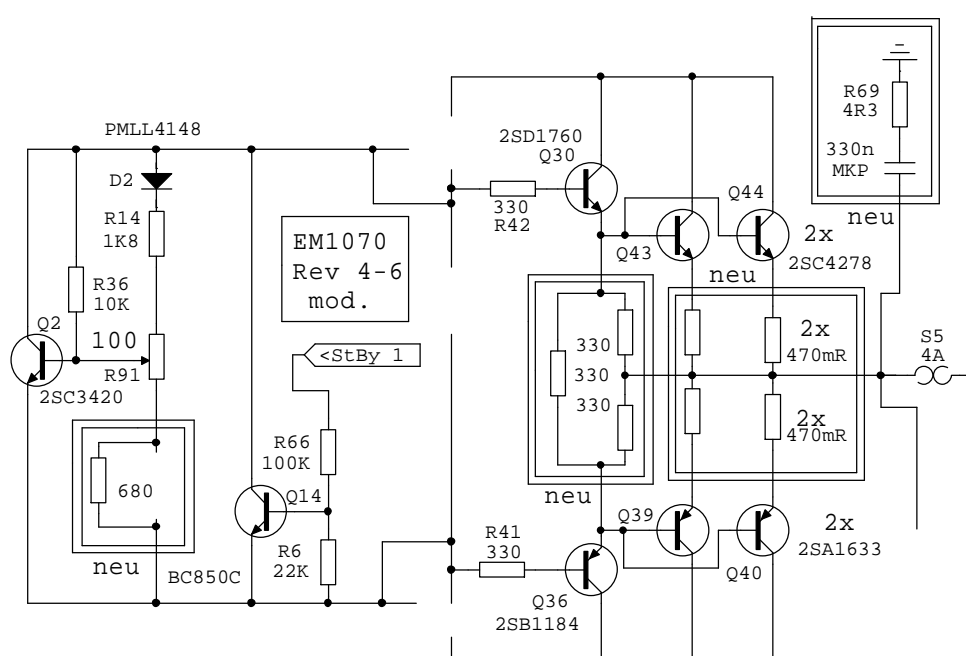 PMLL4148
D2
R14
1K8
R36
10K
Q2
100
R91
2SC3420
680
neu
EM1070
Rev 4-6
mod.
<StBy 1
R66
100K
Q14
R6
22K
BC850C
2SD1760
Q30
330
R42
Q43
Q44
2x
2SC4278
neu
R69
4R3
330n
MKP
neu
330
330
330
neu
2x
470mR
2x
470mR
S5
4A
R41
330
Q36
2SB1184
Q39
Q40
2x
2SA1633